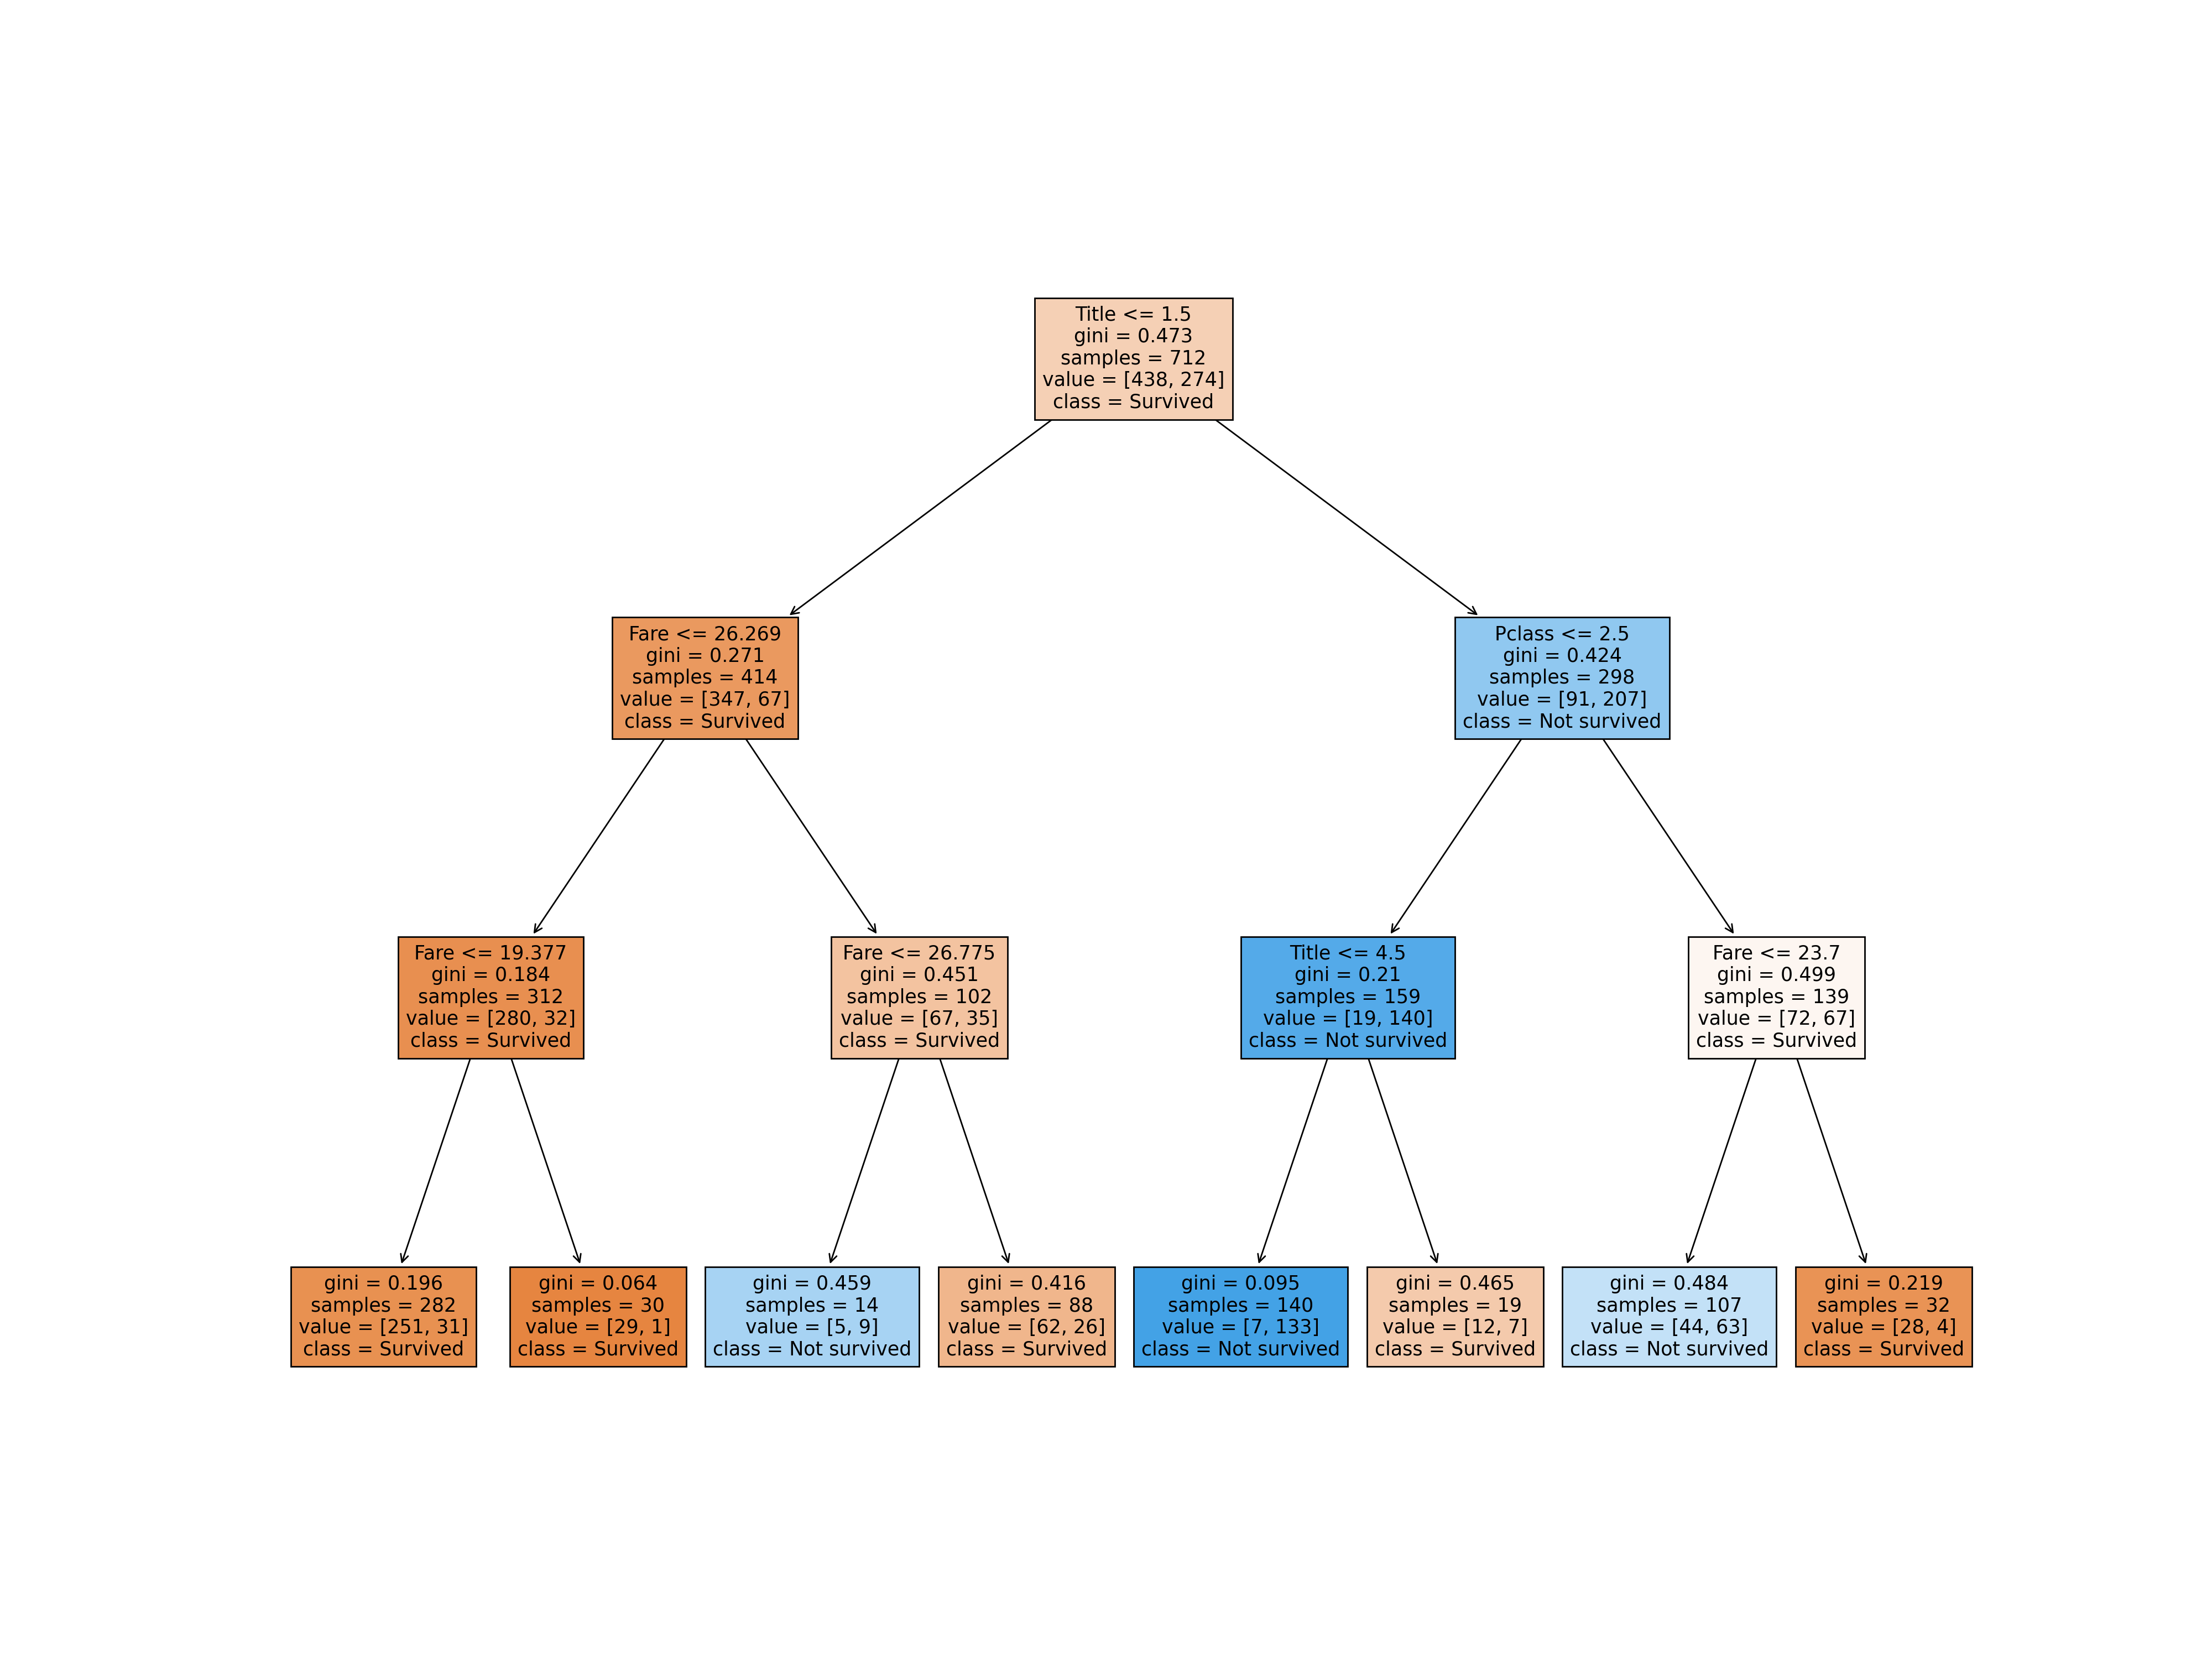 Title <= 1.5
gini = 0.473
samples = 712
value = [438, 274]
class = Survived
Fare <= 26.269
gini = 0.271
samples = 414
value = [347, 67]
class = Survived
Pclass <= 2.5
gini = 0.424
samples = 298
value = [91, 207]
class = Not survived
Fare <= 19.377
gini = 0.184
samples = 312
value = [280, 32]
class = Survived
Fare <= 26.775
gini = 0.451
samples = 102
value = [67, 35]
class = Survived
Title <= 4.5
gini = 0.21
samples = 159
value = [19, 140]
class = Not survived
Fare <= 23.7
gini = 0.499
samples = 139
value = [72, 67]
class = Survived
gini = 0.196
samples = 282
value = [251, 31]
class = Survived
gini = 0.064
samples = 30
value = [29, 1]
class = Survived
gini = 0.459
samples = 14
value = [5, 9]
class = Not survived
gini = 0.416
samples = 88
value = [62, 26]
class = Survived
gini = 0.095
samples = 140
value = [7, 133]
class = Not survived
gini = 0.465
samples = 19
value = [12, 7]
class = Survived
gini = 0.484
samples = 107
value = [44, 63]
class = Not survived
gini = 0.219
samples = 32
value = [28, 4]
class = Survived